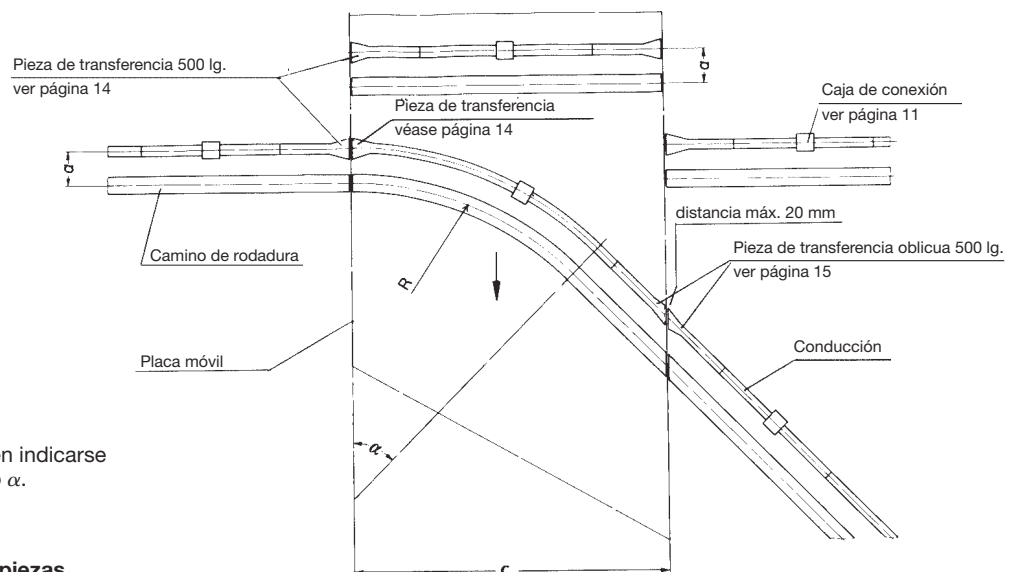 Pieza de transferencia 500 lg.
ver página 14
a
Caja de conexión
ver página 11
Pieza de transferencia
véase página 14
a
distancia máx. 20 mm
Camino de rodadura
Pieza de transferencia oblicua 500 lg.
ver página 15
R
Placa móvil
Conducción
α
en indicarse
α.
piezas